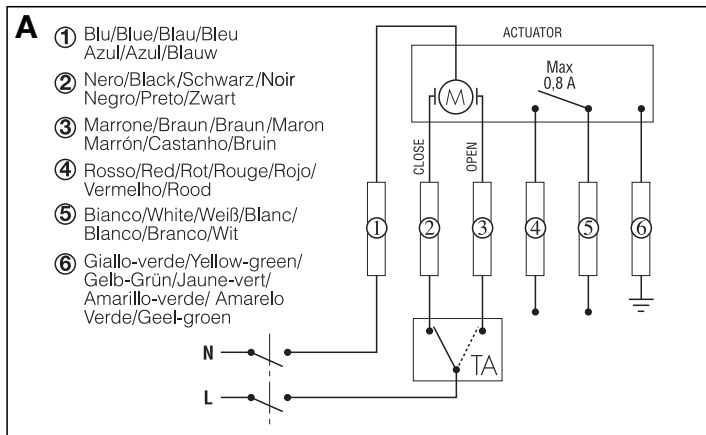 A
① Blu/Blue/Blau/Bleu
Azul/Azul/Blauw
② Nero/Black/Schwarz/Noir
Negro/Preto/Zwart
③ Marrone/Braun/Braun/Maron
Marrón/Castanho/Bruin
④ Rosso/Red/Rot/Rouge/Rojo/
Vermelho/Rood
⑤ Bianco/White/Weiß/Blanc/
Blanco/Branco/Wit
⑥ Giallo-verde/Yellow-green/
Gelb-Grün/Jaune-vert/
Amarillo-verde/ Amarelo
Verde/Geel-groen
ACTUATOR
M
Max
0,8 A
CLOSE
OPEN
① ② ③ ④ ⑤ ⑥
TA
N
L